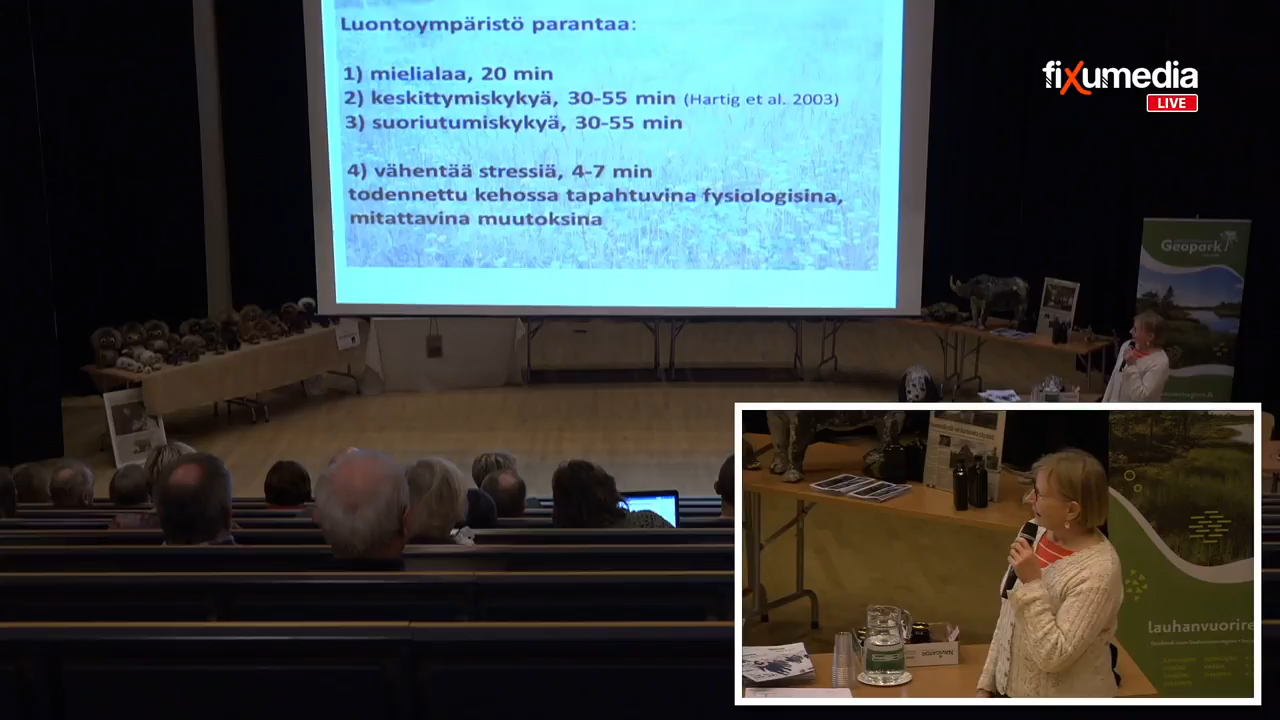 Luontoympäristö parantaa:
1) mielialaa, 20 min
2) keskittymiskykyä, 30-55 min (Hartig et al. 2003)
3) suoriutumiskykyä, 30-55 min
4) vähentää stressiä, 4-7 min
todennettu kehossa tapahtuvina fysiologisina,
mitattavina muutoksina
fixumedia
LIVE
Geopark
lauhanvuorire